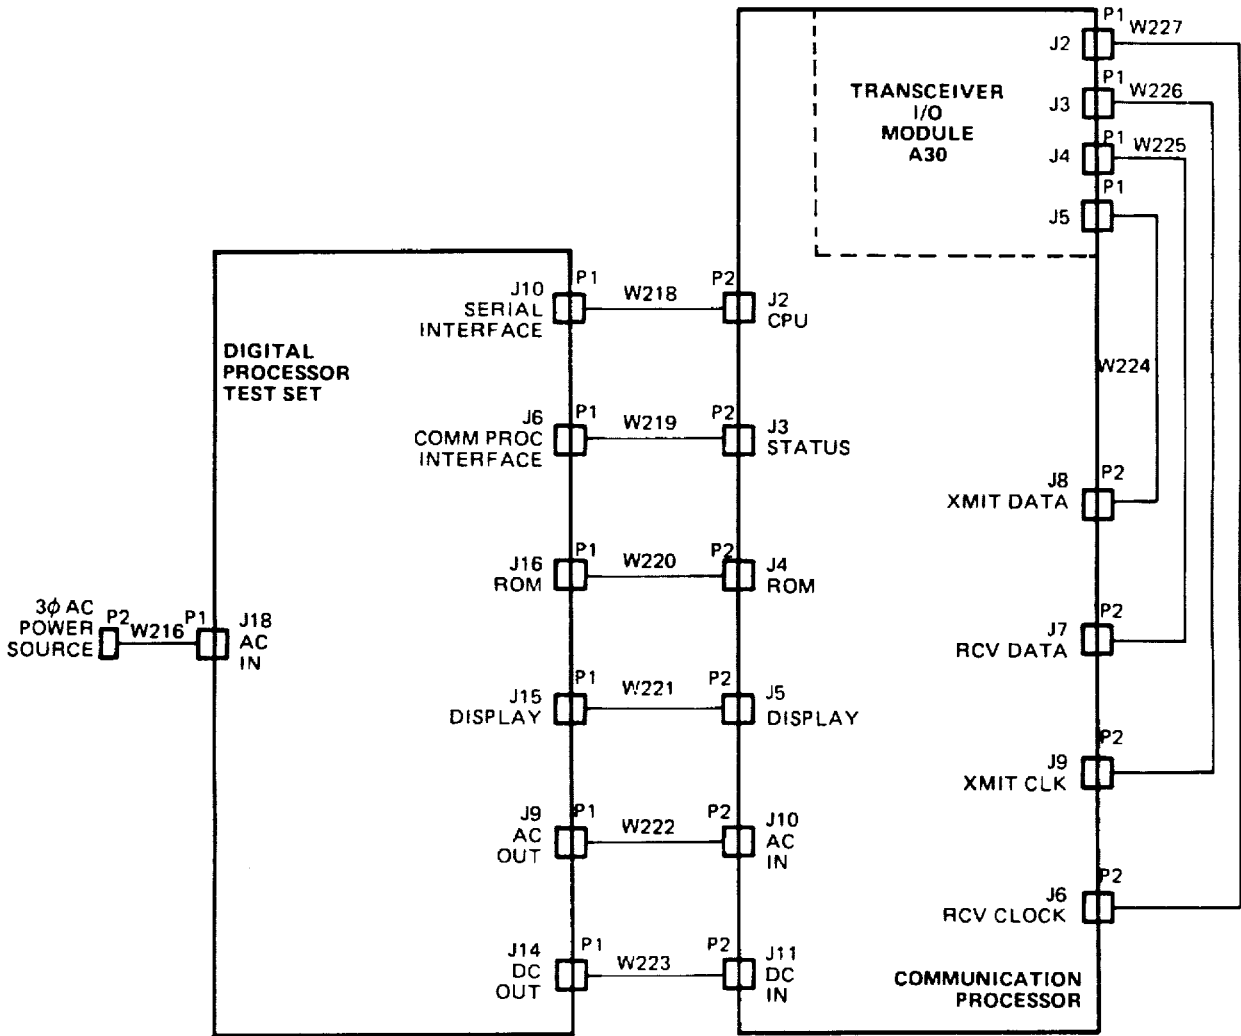 3ϕ AC
POWER
SOURCE
P2
W216
P1
J18
AC
IN
DIGITAL
PROCESSOR
TEST SET
J10
SERIAL
INTERFACE
P1
W218
P2
J2
CPU
J6
COMM PROC
INTERFACE
P1
W219
P2
J3
STATUS
J16
ROM
P1
W220
P2
J4
ROM
J15
DISPLAY
P1
W221
P2
J5
DISPLAY
J9
AC
OUT
P1
W222
P2
J10
AC
IN
J14
DC
OUT
P1
W223
P2
J11
DC
IN
TRANSCEIVER
I/O
MODULE
A30
J2
P1
W227
J3
P1
W226
J4
P1
W225
J5
P1
W224
J8
XMIT DATA
P2
J7
RCV DATA
P2
J9
XMIT CLK
P2
J6
RCV CLOCK
P2
COMMUNICATION
PROCESSOR